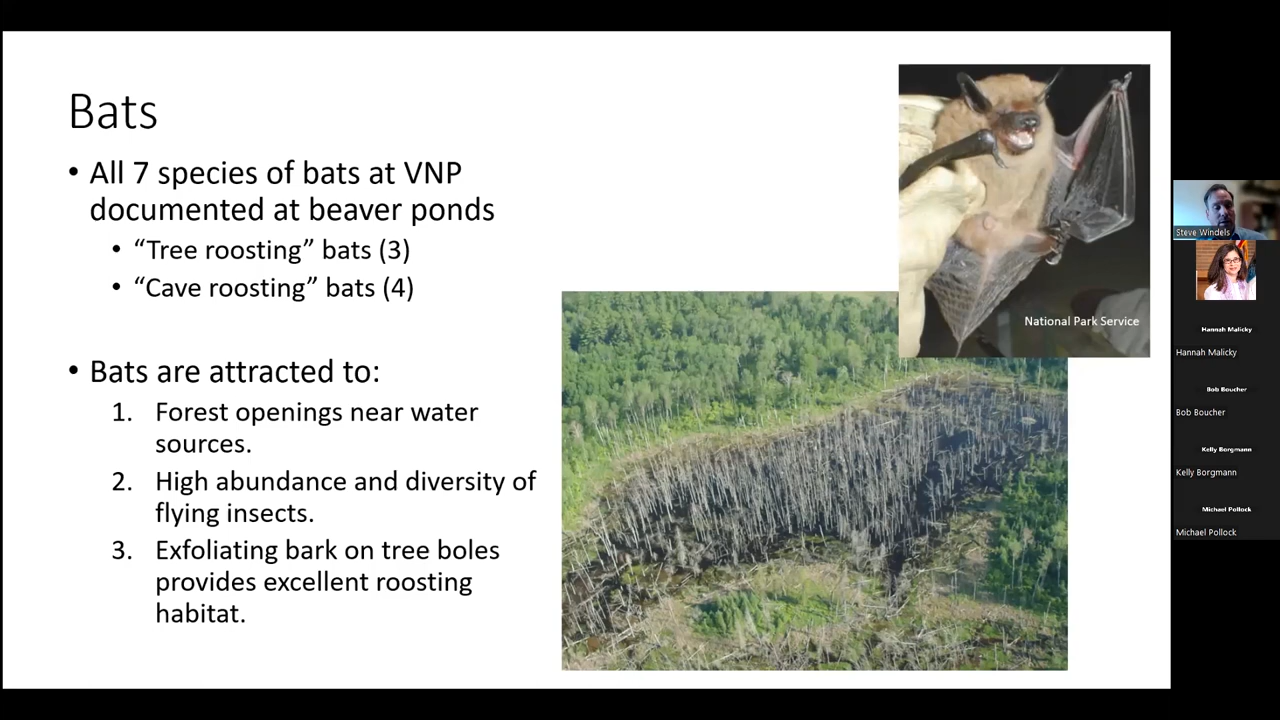 Bats
• All 7 species of bats at VNP
documented at beaver ponds
• “Tree roosting” bats (3)
• “Cave roosting” bats (4)
• Bats are attracted to:
1. Forest openings near water
sources.
2. High abundance and diversity of
flying insects.
3. Exfoliating bark on tree boles
provides excellent roosting
habitat.
National Park Service
Steve Windels
Hannah Malicky
Hannah Malicky
Bob Boucher
Bob Boucher
Kelly Borgmann
Kelly Borgmann
Michael Pollock
Michael Pollock